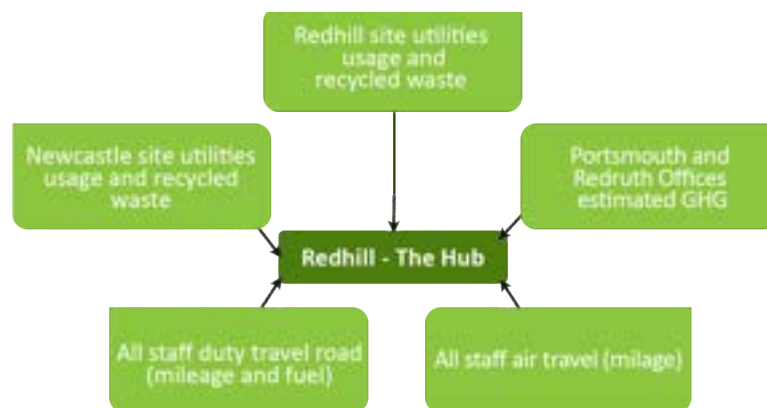 Redhill site utilities
usage and
recycled waste
Newcastle site utilities
usage and recycled
waste
Portsmouth and
Redruth Offices
estimated GHG
Redhill - The Hub
All staff duty travel road
(mileage and fuel)
All staff air travel (milage)